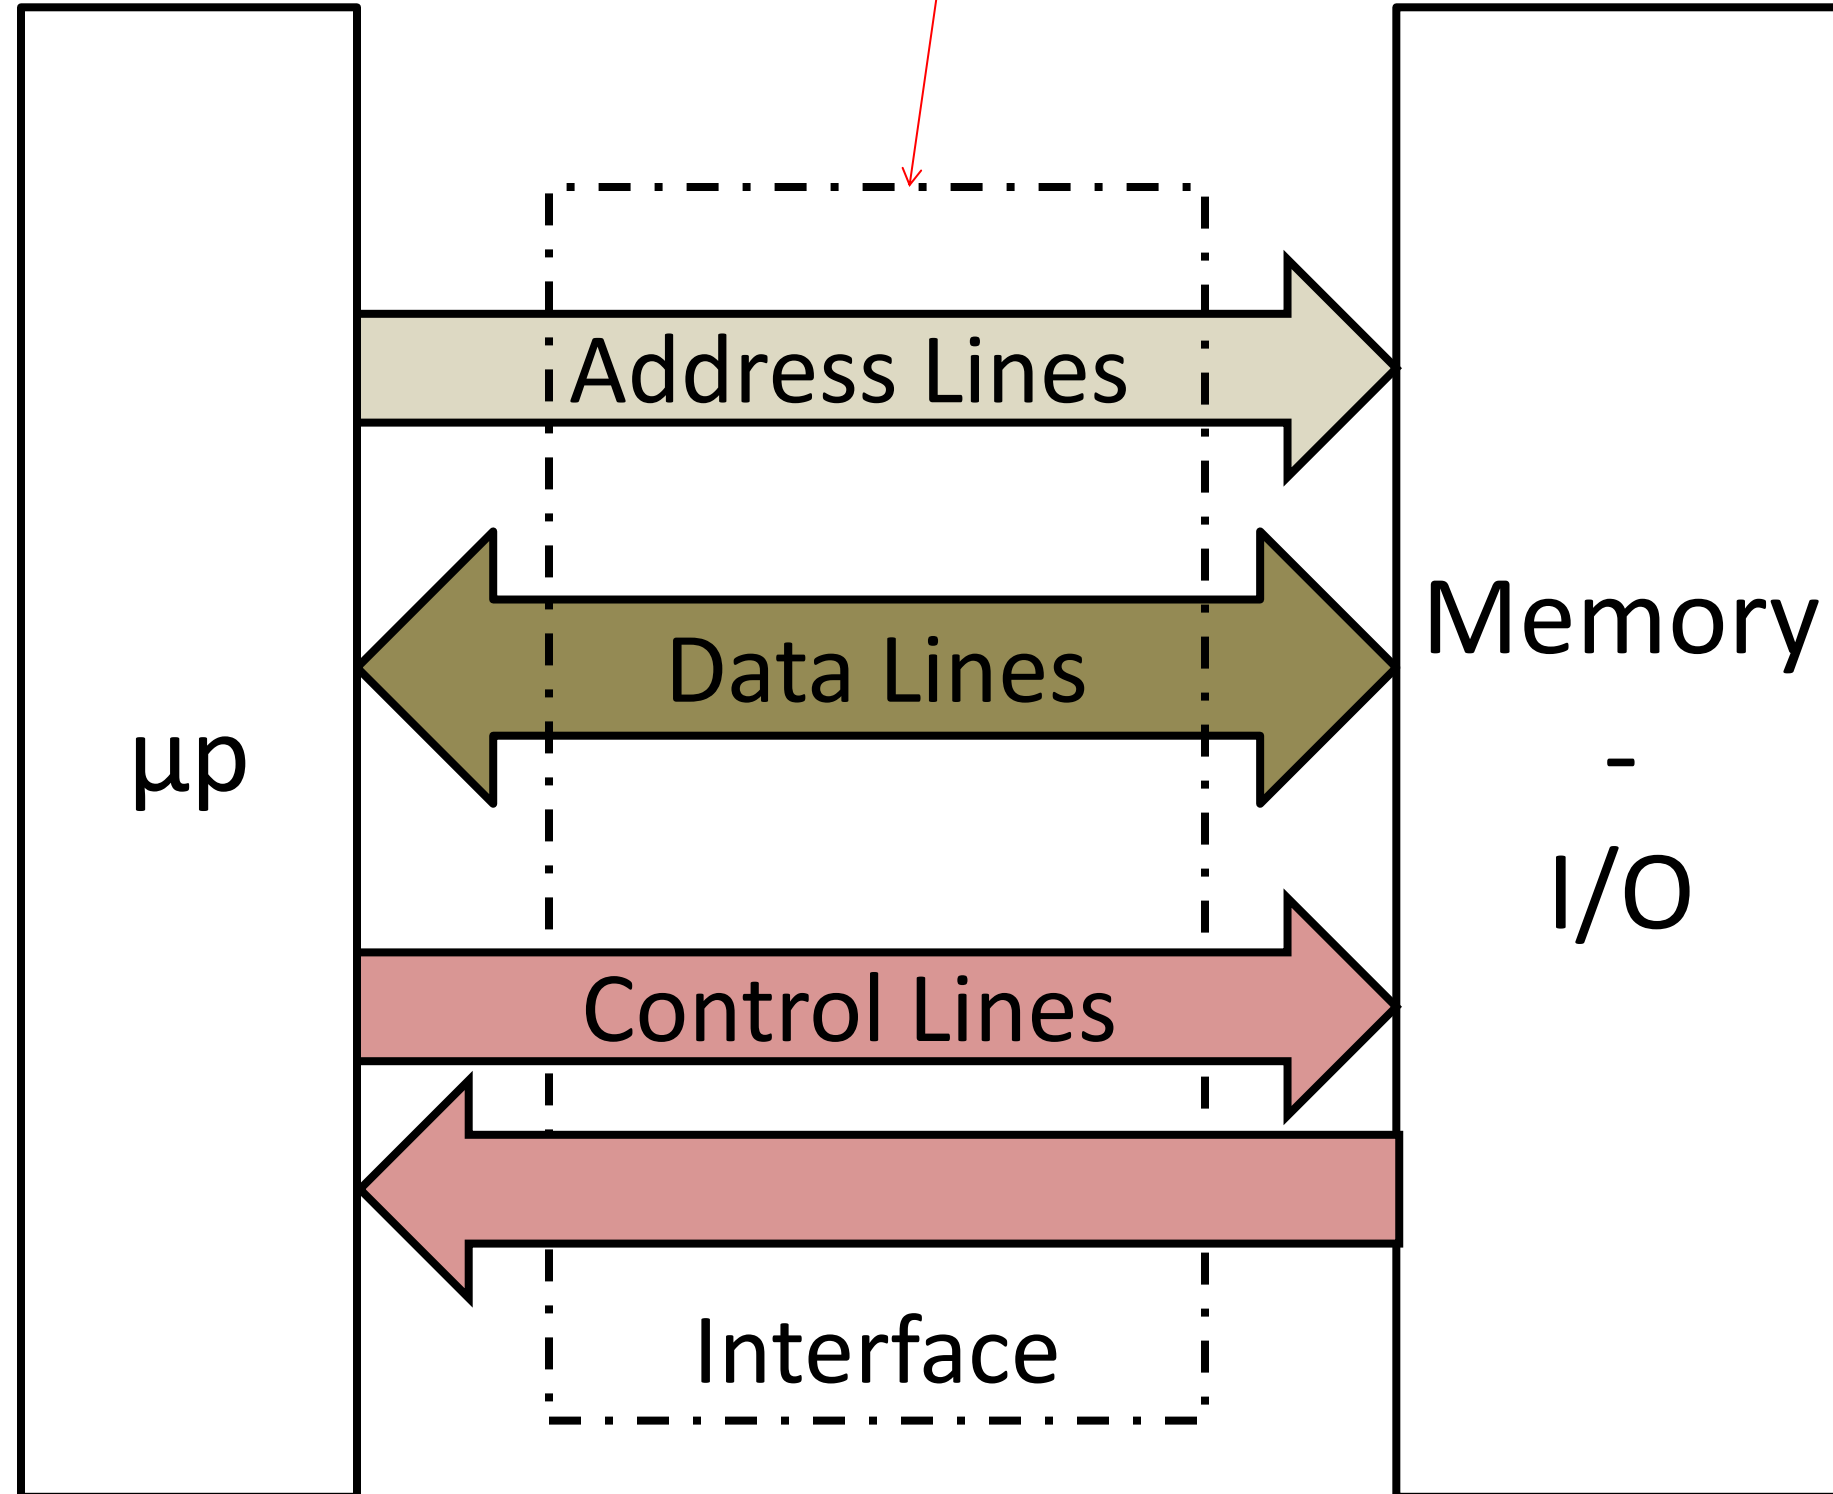 µp
Address Lines
Data Lines
Control Lines
Interface
Memory
-
I/O